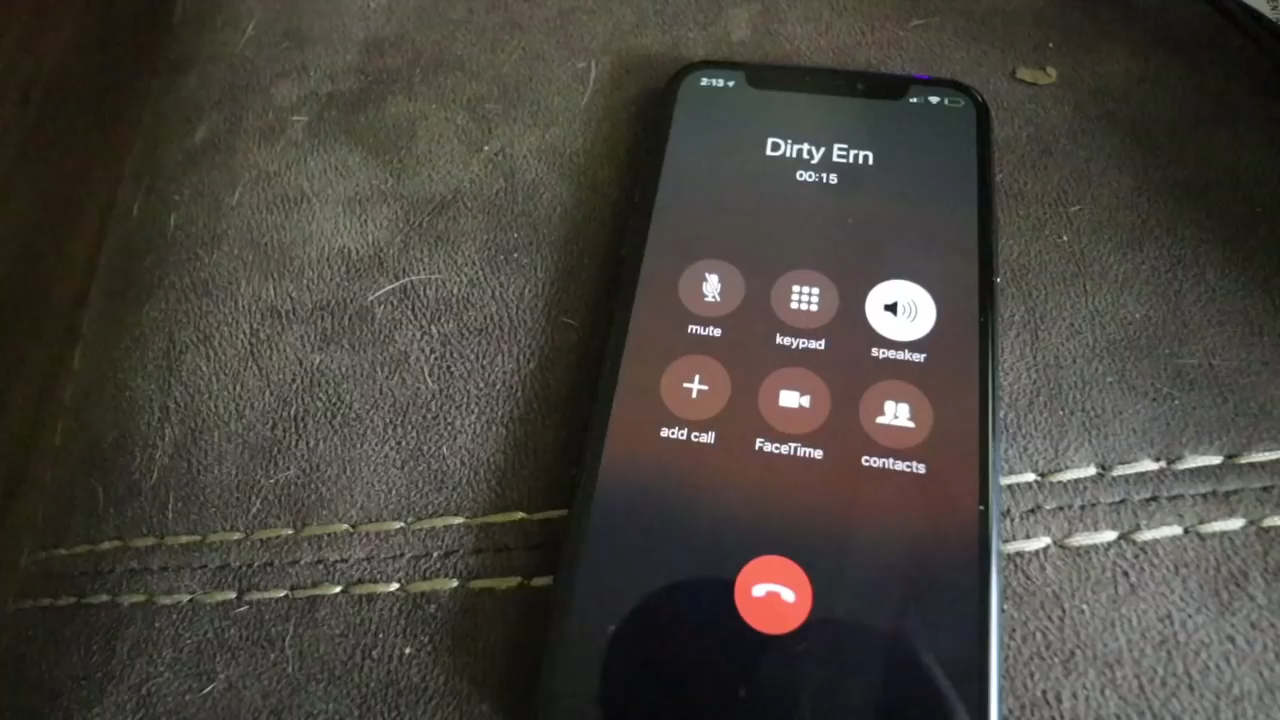 2:13
Dirty Ern
00:15
mute
keypad
speaker
add call
FaceTime
contacts